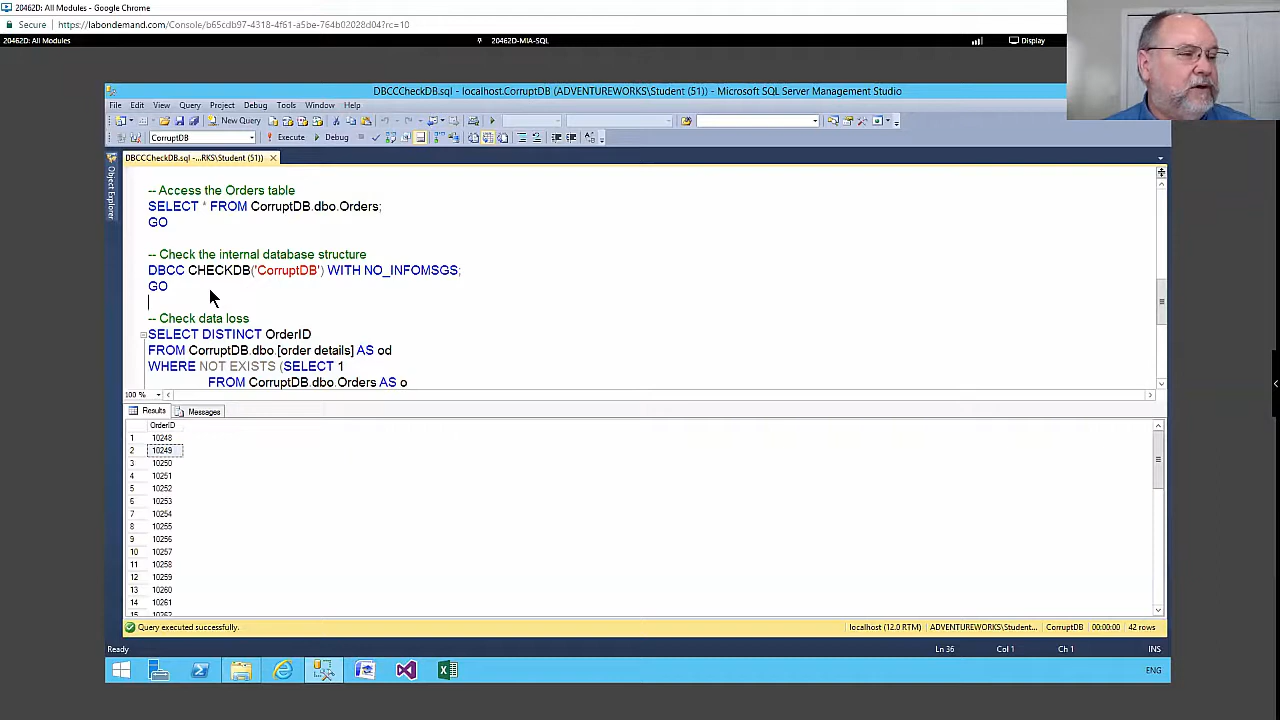 20462D: All Modules - Google Chrome
Secure https://labondemand.com/Console/b65cdb97-4318-4f61-a5be-764b02028d04?rc=10
20462D: All Modules 20462D-MIA-SQL Display
DBCCCheckDB.sql - localhost.CorruptDB (ADVENTUREWORKS\Student (51)) - Microsoft SQL Server Management Studio
File Edit View Query Project Debug Tools Window Help
New Query
CorruptDB Execute Debug
DBCCCheckDB.sql -...RKS\Student (51))
Object Explorer
-- Access the Orders table
SELECT * FROM CorruptDB.dbo.Orders;
GO
-- Check the internal database structure
DBCC CHECKDB('CorruptDB') WITH NO_INFOMSGS;
GO
-- Check data loss
SELECT DISTINCT OrderID
FROM CorruptDB.dbo.[order details] AS od
WHERE NOT EXISTS (SELECT 1
FROM CorruptDB.dbo.Orders AS o
100 %
Results Messages
OrderID
1 10248
2 10249
3 10250
4 10251
5 10252
6 10253
7 10254
8 10255
9 10256
10 10257
11 10258
12 10259
13 10260
14 10261
15 10262
Query executed successfully. localhost (12.0 RTM) ADVENTUREWORKS\Student... CorruptDB 00:00:00 42 rows
Ready Ln 36 Col 1 Ch 1 INS
ENG